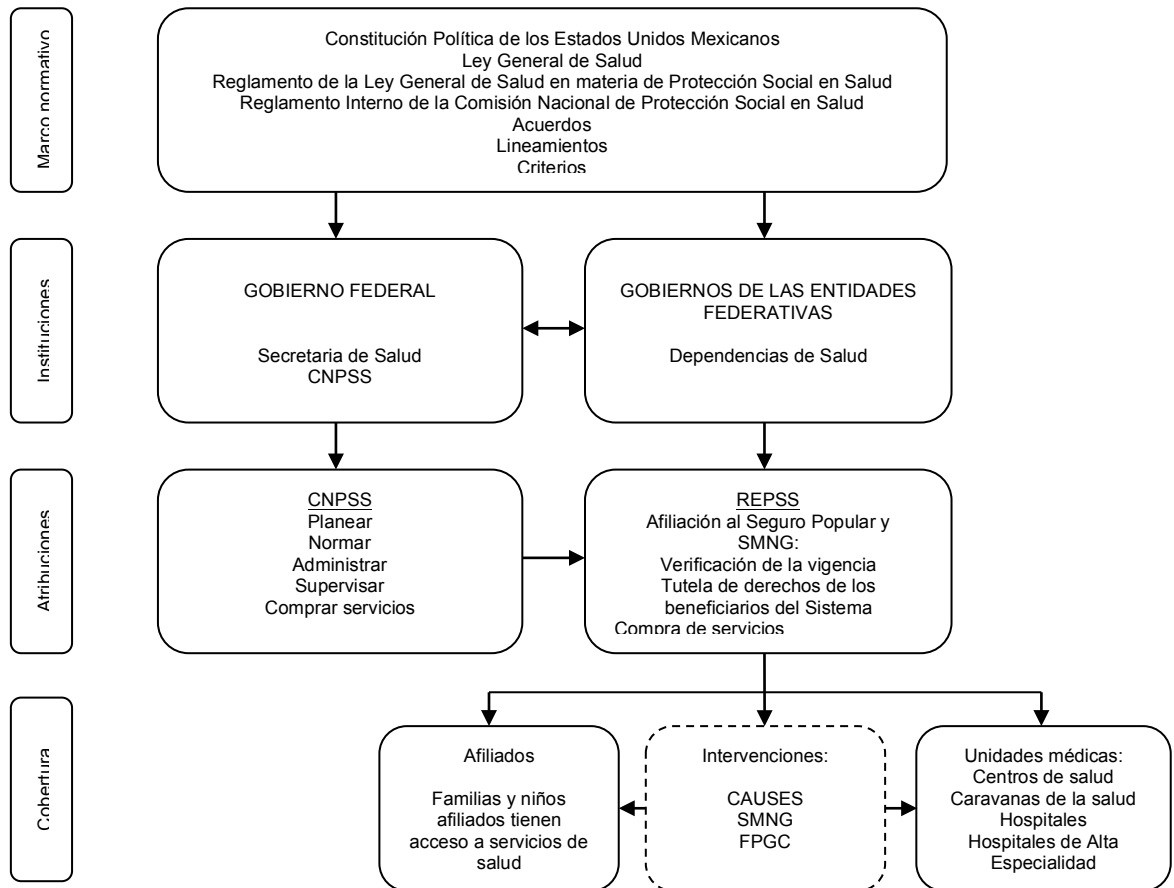 Marco normativo
Constitución Política de los Estados Unidos Mexicanos
Ley General de Salud
Reglamento de la Ley General de Salud en materia de Protección Social en Salud
Reglamento Interno de la Comisión Nacional de Protección Social en Salud
Acuerdos
Lineamientos
Criterios
Instituciones
GOBIERNO FEDERAL
Secretaria de Salud
CNPSS
GOBIERNOS DE LAS ENTIDADES
FEDERATIVAS
Dependencias de Salud
Atribuciones
CNPSS
Planear
Normar
Administrar
Supervisar
Comprar servicios
REPSS
Afiliación al Seguro Popular y
SMNG:
Verificación de la vigencia
Tutela de derechos de los
beneficiarios del Sistema
Compra de servicios
Cobertura
Afiliados
Familias y niños
afiliados tienen
acceso a servicios de
salud
Intervenciones:
CAUSES
SMNG
FPGC
Unidades médicas:
Centros de salud
Caravanas de la salud
Hospitales
Hospitales de Alta
Especialidad